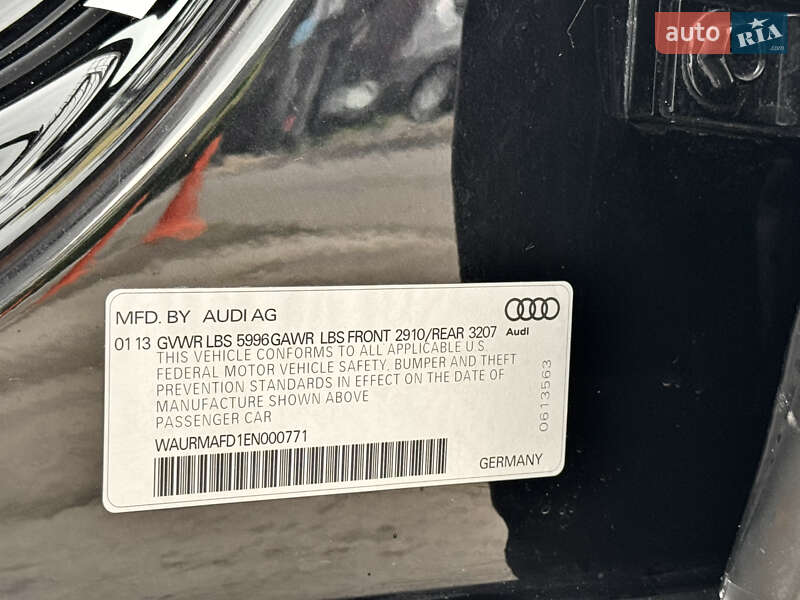 auto RIA .com
MFD. BY AUDI AG
Audi
01 13 GVWR LBS 5996 GAWR LBS FRONT 2910/REAR 3207
THIS VEHICLE CONFORMS TO ALL APPLICABLE U.S.
FEDERAL MOTOR VEHICLE SAFETY, BUMPER AND THEFT
PREVENTION STANDARDS IN EFFECT ON THE DATE OF
MANUFACTURE SHOWN ABOVE
PASSENGER CAR
0613563
WAURMAFD1EN000771
GERMANY